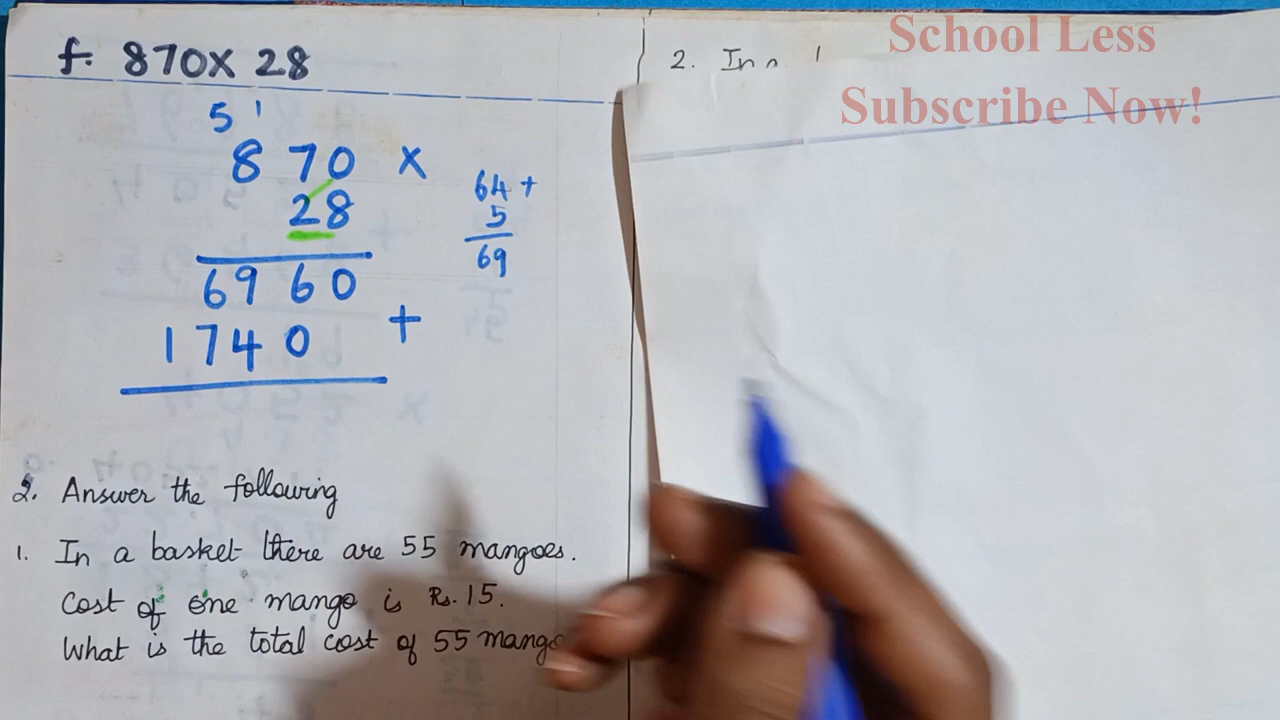 f. 870x 28
5 1
870 x
28
6960
1740 +
64 +
5
69
2. Answer the following
1. In a basket there are 55 mangoes.
Cost of one mango is Rs. 15.
What is the total cost of 55 mango
2. In
School Less
Subscribe Now!